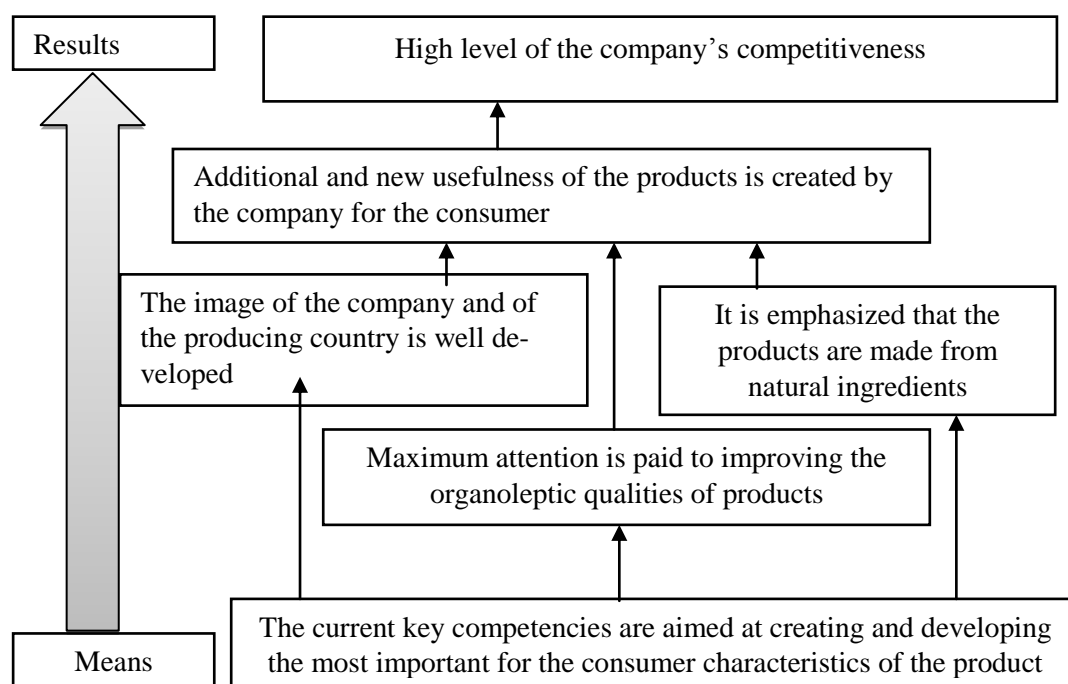 Results
High level of the company’s competitiveness
Additional and new usefulness of the products is created by
the company for the consumer
The image of the company and of
the producing country is well de-
veloped
It is emphasized that the
products are made from
natural ingredients
Maximum attention is paid to improving the
organoleptic qualities of products
The current key competencies are aimed at creating and developing
the most important for the consumer characteristics of the product
Means